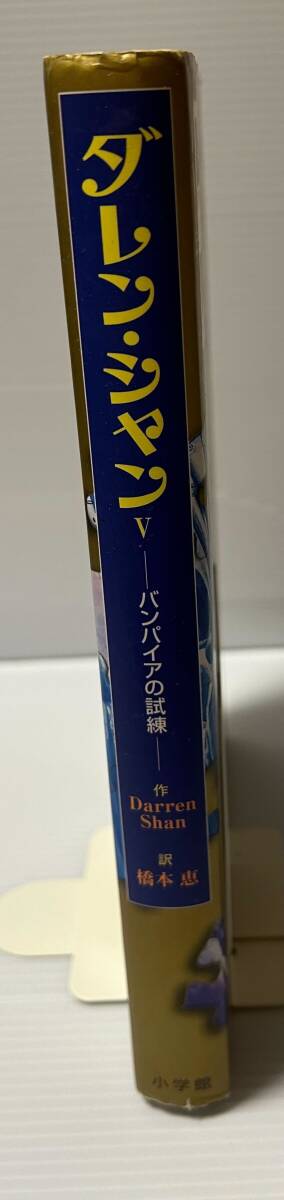 ダレン・シャン
V
―バンパイアの試練―
作
Darren
Shan
訳
橋本 恵
小学館